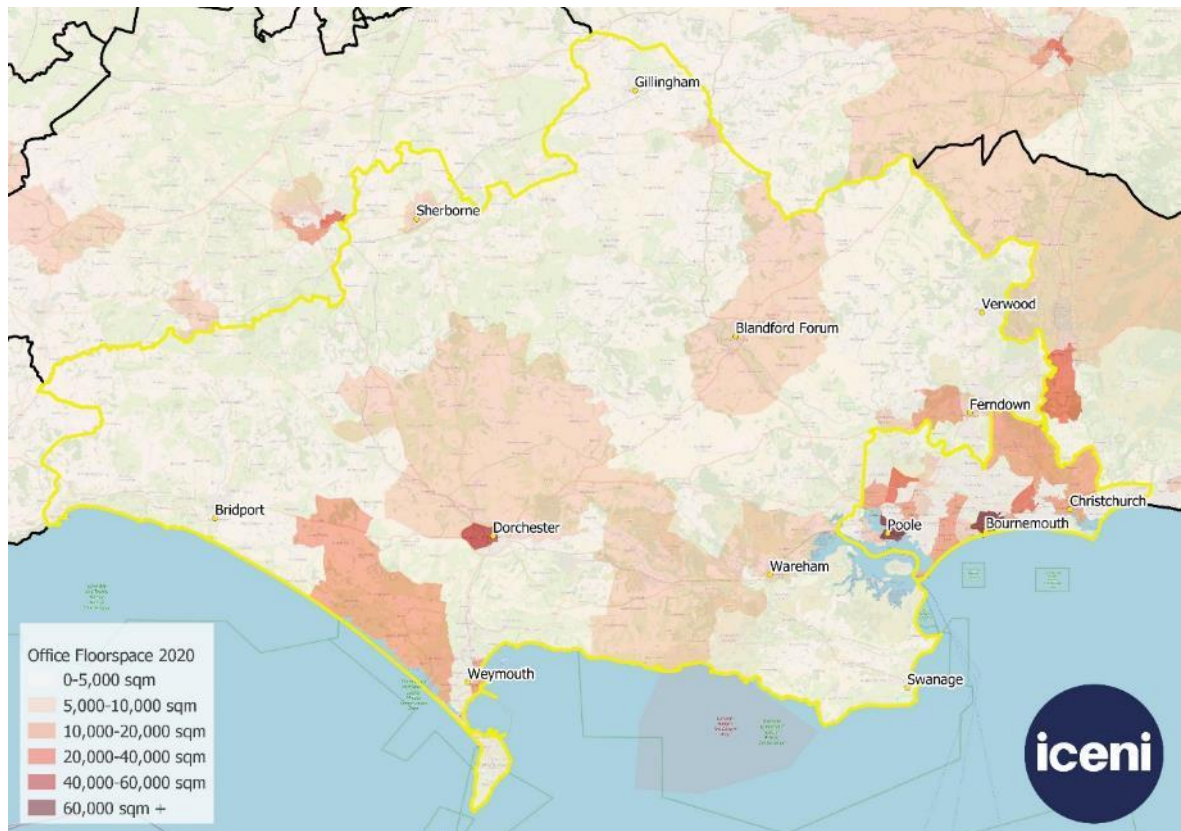 Gillingham
Sherborne
Verwood
Blandford Forum
Ferndown
Bridport
Christchurch
Dorchester
Poole
Bournemouth
Wareham
Weymouth
Swanage
Office Floorspace 2020
0-5,000 sqm
5,000-10,000 sqm
10,000-20,000 sqm
20,000-40,000 sqm
40,000-60,000 sqm
60,000 sqm +
iceni